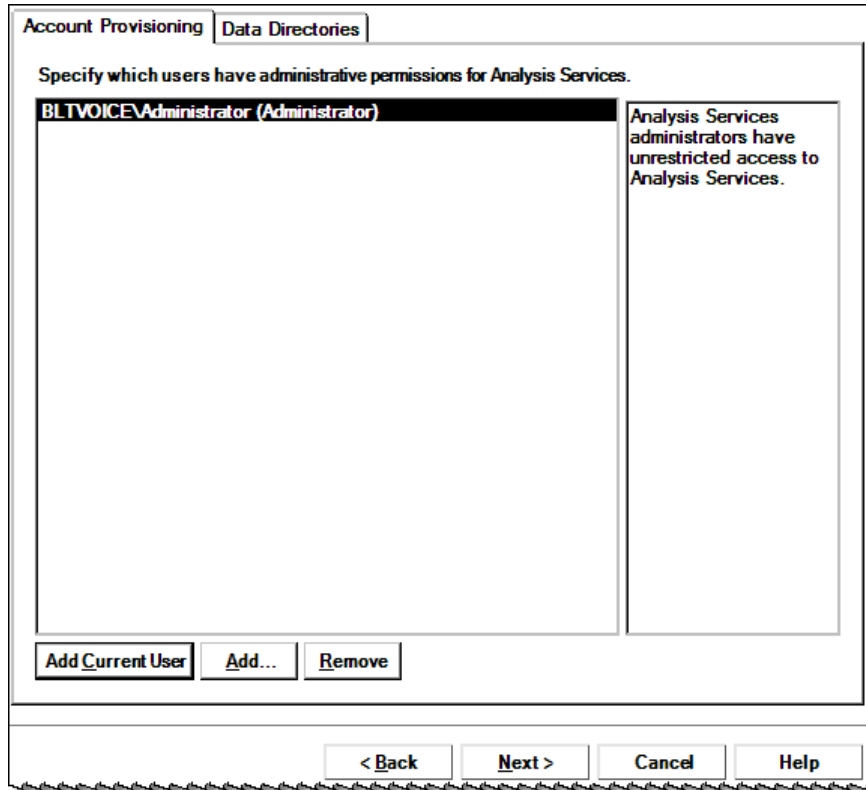 Account Provisioning
Data Directories
Specify which users have administrative permissions for Analysis Services.
BLTVOICE\Administrator (Administrator)
Analysis Services
administrators have
unrestricted access to
Analysis Services.
Add Current User
Add...
Remove
< Back
Next >
Cancel
Help